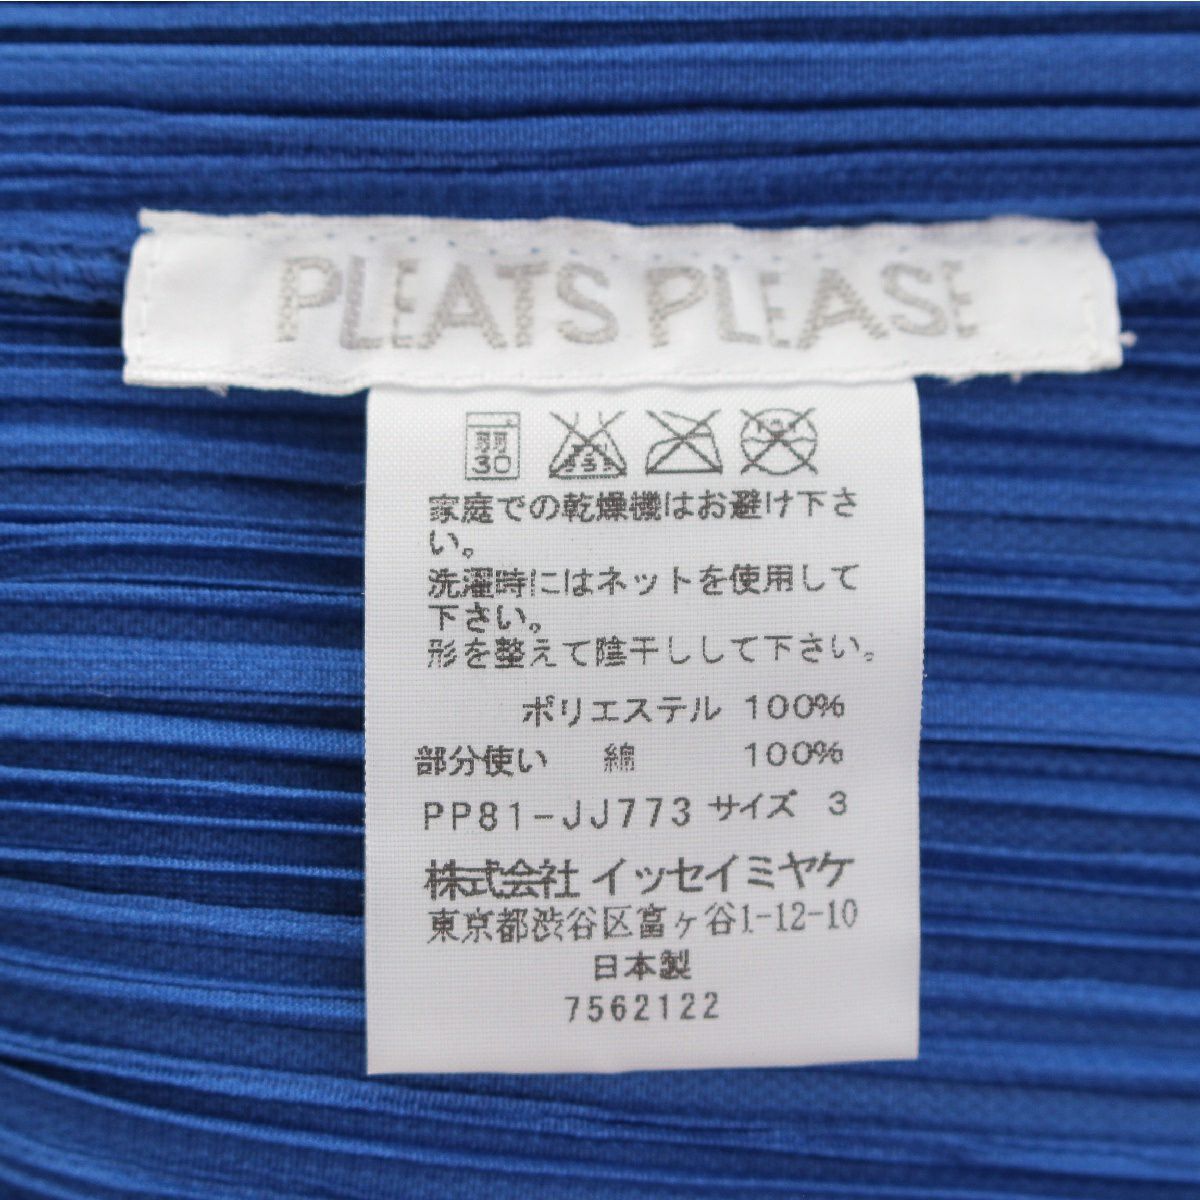 PLEATS PLEASE
弱
30
家庭での乾燥機はお避け下さ
い。
洗濯時にはネットを使用して
下さい。
形を整えて陰干しして下さい。
ポリエステル 100%
部分使い 綿 100%
PP81-JJ773 サイズ 3
株式会社 イッセイミヤケ
東京都渋谷区富ヶ谷1-12-10
日本製
7562122